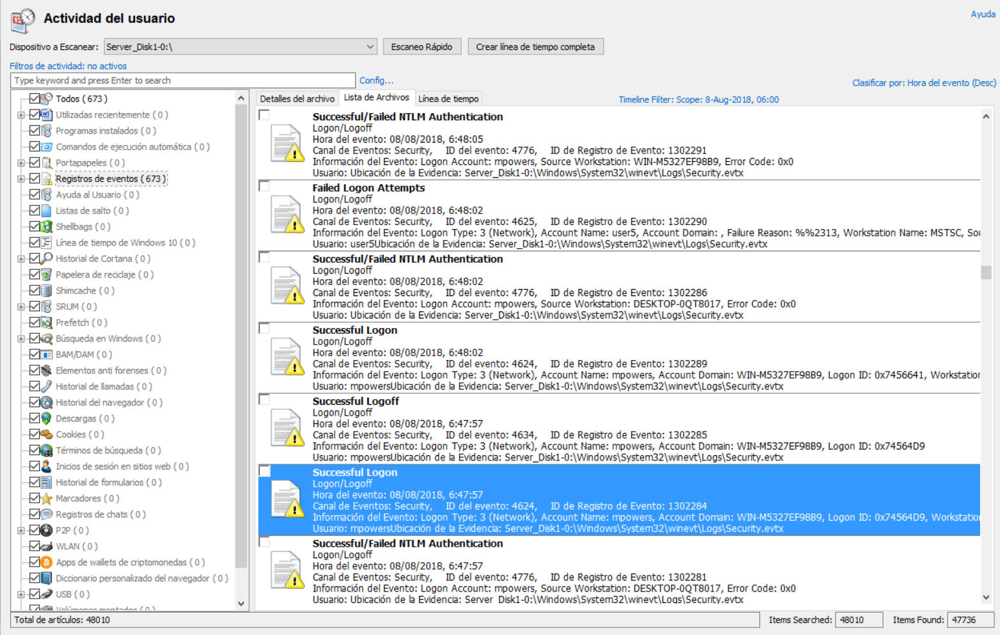 Actividad del usuario
Ayuda
Dispositivo a Escanear: Server_Disk1-0:\ Escaneo Rápido Crear línea de tiempo completa
Filtros de actividad: no activos
Type keyword and press Enter to search Config...
Clasificar por: Hora del evento (Desc)
Todos ( 673 )
Utilizadas recientemente ( 0 )
Programas instalados ( 0 )
Comandos de ejecución automática ( 0 )
Portapapeles ( 0 )
Registros de eventos ( 673 )
Ayuda al Usuario ( 0 )
Listas de salto ( 0 )
Shellbags ( 0 )
Línea de tiempo de Windows 10 ( 0 )
Historial de Cortana ( 0 )
Papelera de reciclaje ( 0 )
Shimcache ( 0 )
SRUM ( 0 )
Prefetch ( 0 )
Búsqueda en Windows ( 0 )
BAM/DAM ( 0 )
Elementos anti forenses ( 0 )
Historial de llamadas ( 0 )
Historial del navegador ( 0 )
Descargas ( 0 )
Cookies ( 0 )
Términos de búsqueda ( 0 )
Inicios de sesión en sitios web ( 0 )
Historial de formularios ( 0 )
Marcadores ( 0 )
Registros de chats ( 0 )
P2P ( 0 )
WLAN ( 0 )
Apps de wallets de criptomonedas ( 0 )
Diccionario personalizado del navegador ( 0 )
USB ( 0 )
Volúmenes montados ( 0 )
Detalles del archivo Lista de Archivos Línea de tiempo
Timeline Filter: Scope: 8-Aug-2018, 06:00
Successful/Failed NTLM Authentication
Logon/Logoff
Hora del evento: 08/08/2018, 6:48:05
Canal de Eventos: Security, ID del evento: 4776, ID de Registro de Evento: 1302291
Información del Evento: Logon Account: mpowers, Source Workstation: WIN-M5327EF98B9, Error Code: 0x0
Usuario: Ubicación de la Evidencia: Server_Disk1-0:\Windows\System32\winevt\Logs\Security.evtx
Failed Logon Attempts
Logon/Logoff
Hora del evento: 08/08/2018, 6:48:02
Canal de Eventos: Security, ID del evento: 4625, ID de Registro de Evento: 1302290
Información del Evento: Logon Type: 3 (Network), Account Name: user5, Account Domain: , Failure Reason: %%2313, Workstation Name: MSTSC, Sou
Usuario: user5Ubicación de la Evidencia: Server_Disk1-0:\Windows\System32\winevt\Logs\Security.evtx
Successful/Failed NTLM Authentication
Logon/Logoff
Hora del evento: 08/08/2018, 6:48:02
Canal de Eventos: Security, ID del evento: 4776, ID de Registro de Evento: 1302286
Información del Evento: Logon Account: mpowers, Source Workstation: DESKTOP-0QT8017, Error Code: 0x0
Usuario: Ubicación de la Evidencia: Server_Disk1-0:\Windows\System32\winevt\Logs\Security.evtx
Successful Logon
Logon/Logoff
Hora del evento: 08/08/2018, 6:48:02
Canal de Eventos: Security, ID del evento: 4624, ID de Registro de Evento: 1302289
Información del Evento: Logon Type: 3 (Network), Account Name: mpowers, Account Domain: WIN-M5327EF98B9, Logon ID: 0x7456641, Workstation
Usuario: mpowersUbicación de la Evidencia: Server_Disk1-0:\Windows\System32\winevt\Logs\Security.evtx
Successful Logoff
Logon/Logoff
Hora del evento: 08/08/2018, 6:47:57
Canal de Eventos: Security, ID del evento: 4634, ID de Registro de Evento: 1302285
Información del Evento: Logon Type: 3 (Network), Account Name: mpowers, Account Domain: WIN-M5327EF98B9, Logon ID: 0x74564D9
Usuario: mpowersUbicación de la Evidencia: Server_Disk1-0:\Windows\System32\winevt\Logs\Security.evtx
Successful Logon
Logon/Logoff
Hora del evento: 08/08/2018, 6:47:57
Canal de Eventos: Security, ID del evento: 4624, ID de Registro de Evento: 1302284
Información del Evento: Logon Type: 3 (Network), Account Name: mpowers, Account Domain: WIN-M5327EF98B9, Logon ID: 0x74564D9, Workstation
Usuario: mpowersUbicación de la Evidencia: Server_Disk1-0:\Windows\System32\winevt\Logs\Security.evtx
Successful/Failed NTLM Authentication
Logon/Logoff
Hora del evento: 08/08/2018, 6:47:57
Canal de Eventos: Security, ID del evento: 4776, ID de Registro de Evento: 1302281
Información del Evento: Logon Account: mpowers, Source Workstation: DESKTOP-0QT8017, Error Code: 0x0
Usuario: Ubicación de la Evidencia: Server_Disk1-0:\Windows\System32\winevt\Logs\Security.evtx
Total de artículos: 48010 Items Searched: 48010 Items Found: 47736